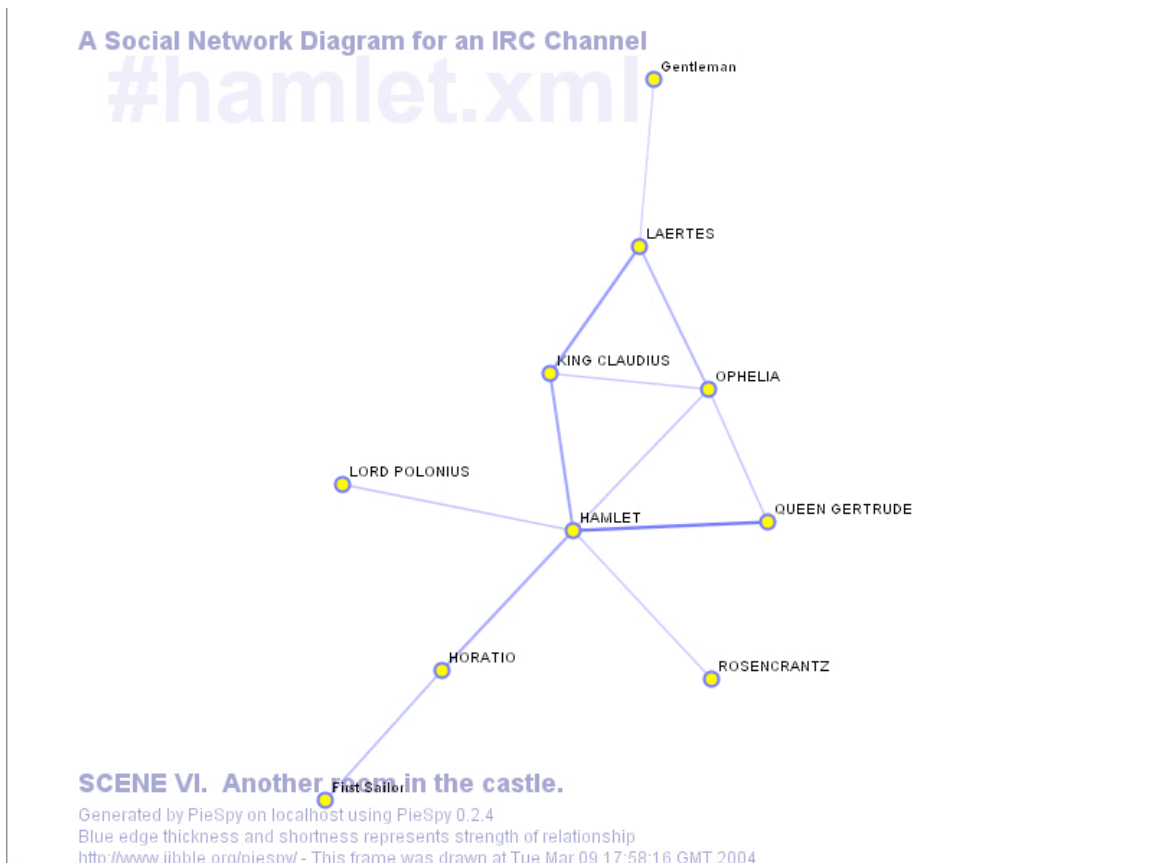 A Social Network Diagram for an IRC Channel
#hamlet.xml
Gentleman
LAERTES
KING CLAUDIUS
OPHELIA
LORD POLONIUS
QUEEN GERTRUDE
HAMLET
HORATIO
ROSENCRANTZ
SCENE VI.  Another room in the castle.
First Sailor
Generated by PieSpy on localhost using PieSpy 0.2.4
Blue edge thickness and shortness represents strength of relationship
http://www.jibble.org/piespy/ - This frame was drawn at Tue Mar 09 17:58:16 GMT 2004